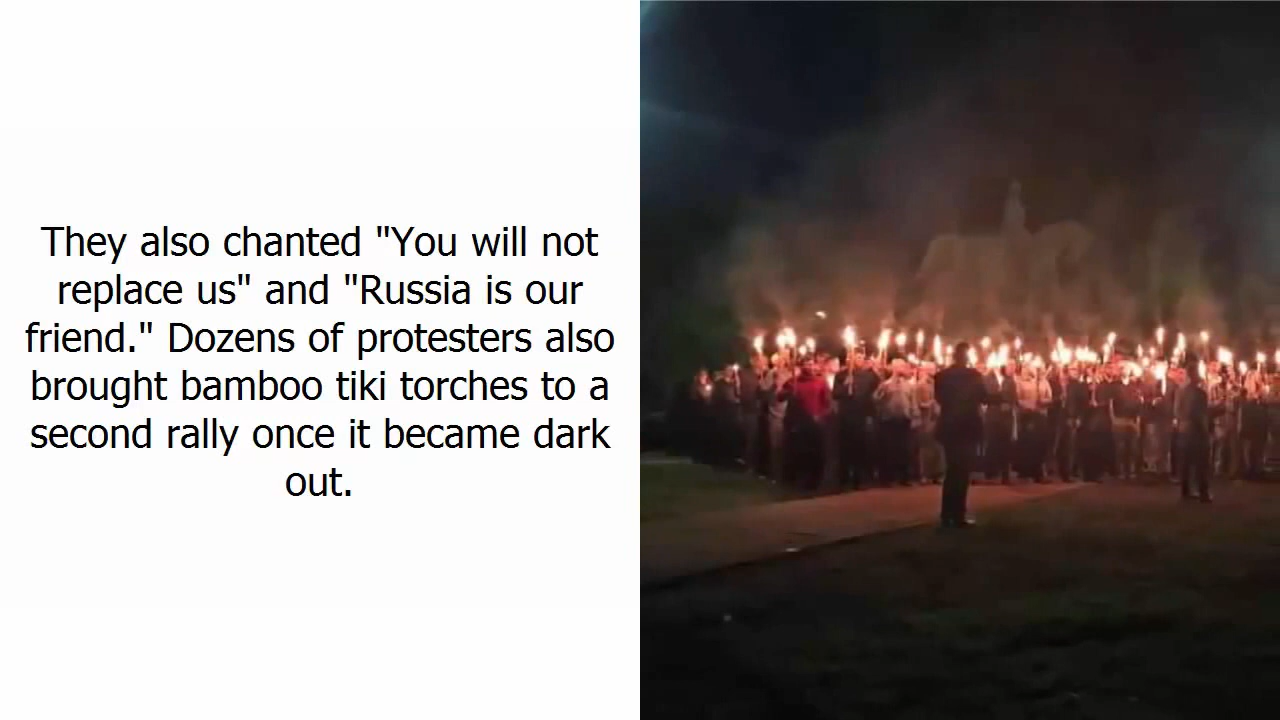 They also chanted "You will not
replace us" and "Russia is our
friend." Dozens of protesters also
brought bamboo tiki torches to a
second rally once it became dark
out.